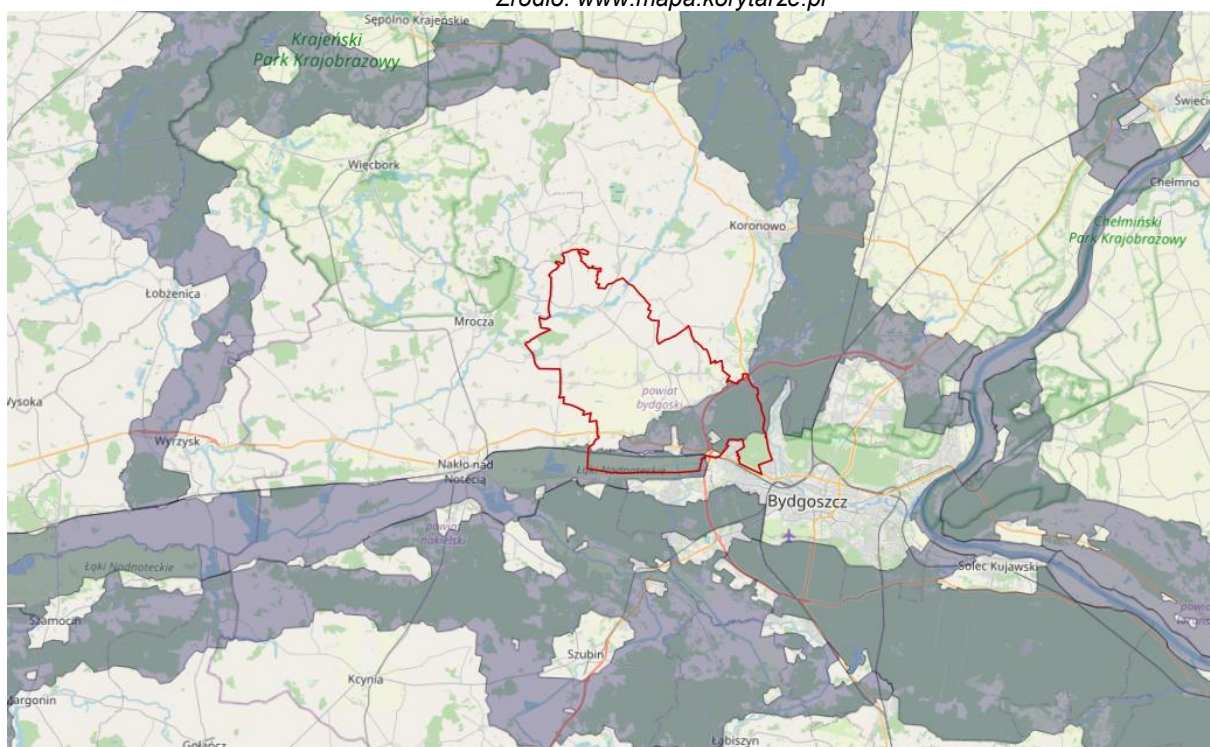 Źródło: www.mapa.korytarze.pl
Sępólno Krajeńskie
Krajeński
Park Krajobrazowy
Świecie
Więcbork
Chełmno
Chełmiński
Park Krajobrazowy
Koronowo
Łobżenica
Mrocza
powiat
bydgoski
Wysoka
Wyrzysk
Nakło nad
Notecią
Łąki Nadnoteckie
Bydgoszcz
powiat
nakielski
Łąki Nadnoteckie
Solec Kujawski
Szamocin
Szubin
Kcynia
Margonin
Gołańcz
Łabiszyn